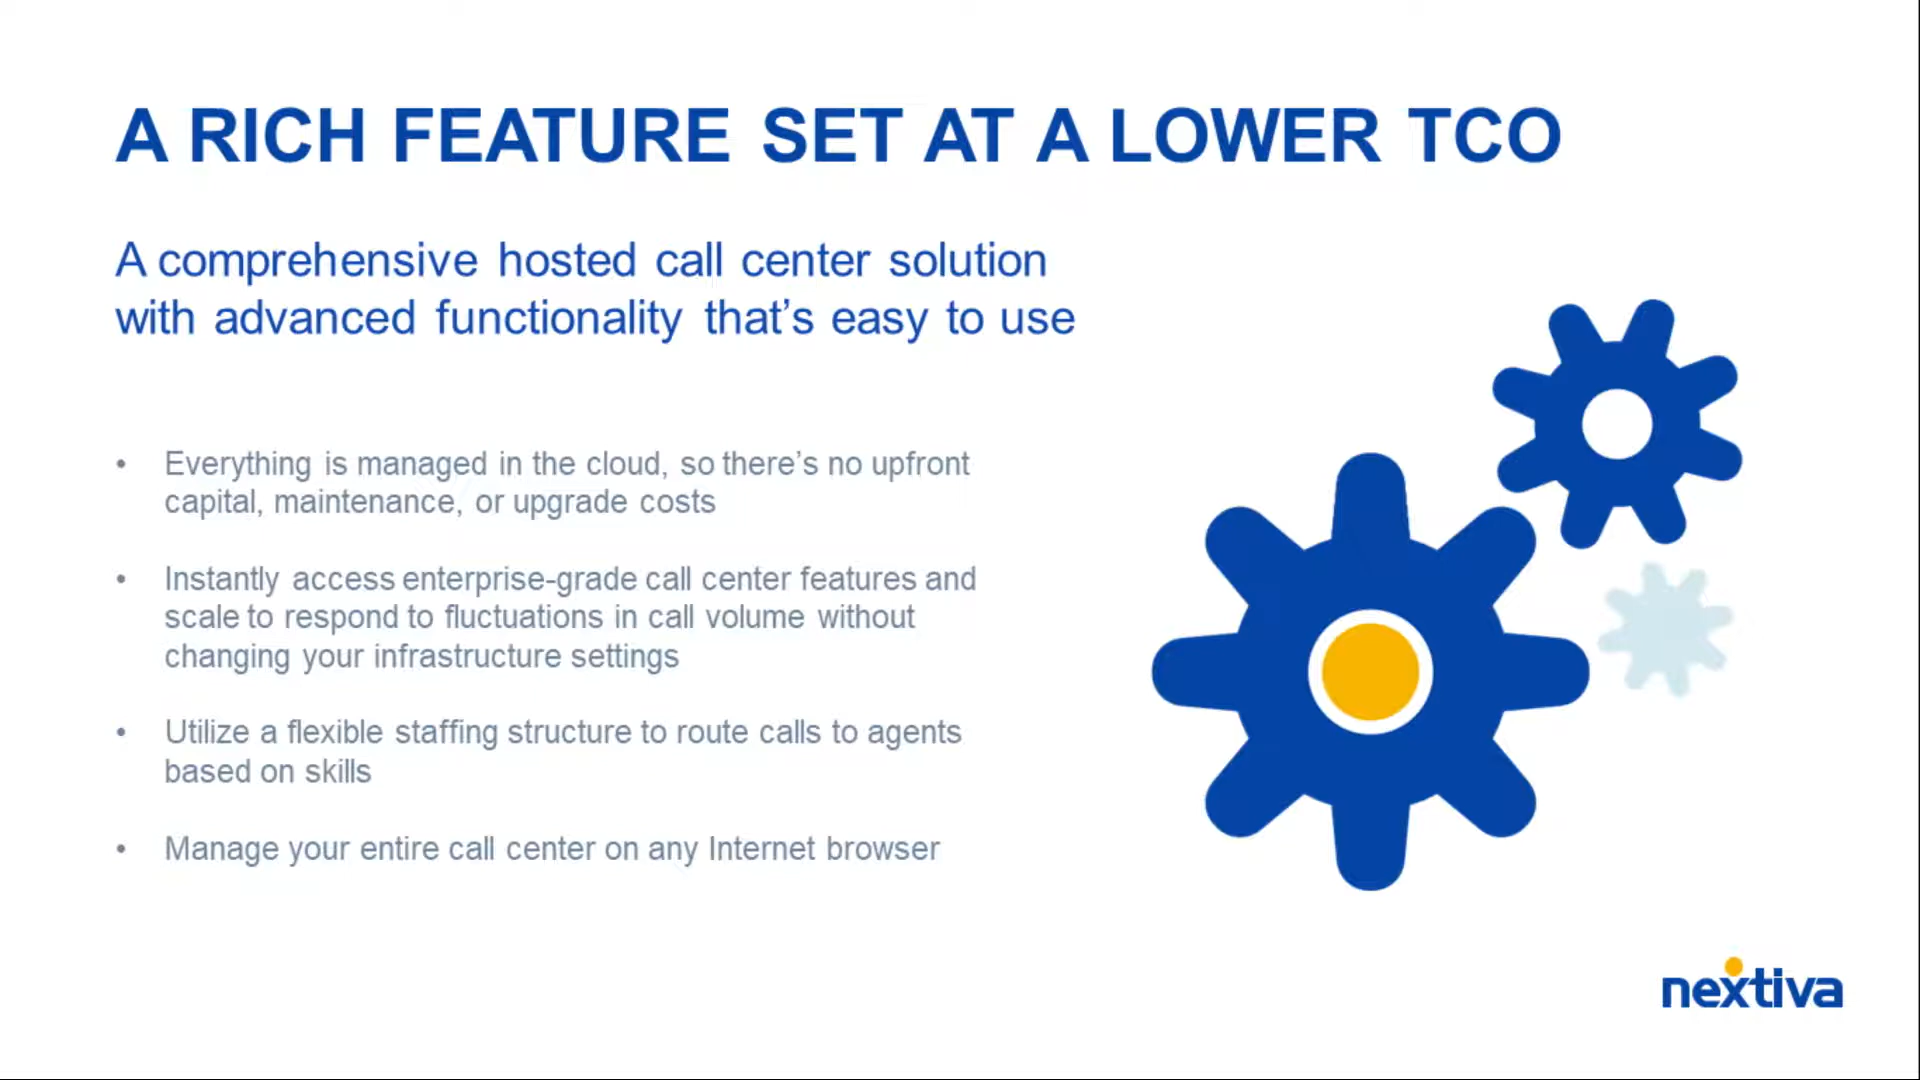 A RICH FEATURE SET AT A LOWER TCO
A comprehensive hosted call center solution
with advanced functionality that’s easy to use
• Everything is managed in the cloud, so there’s no upfront
capital, maintenance, or upgrade costs
• Instantly access enterprise-grade call center features and
scale to respond to fluctuations in call volume without
changing your infrastructure settings
• Utilize a flexible staffing structure to route calls to agents
based on skills
• Manage your entire call center on any Internet browser
nextiva